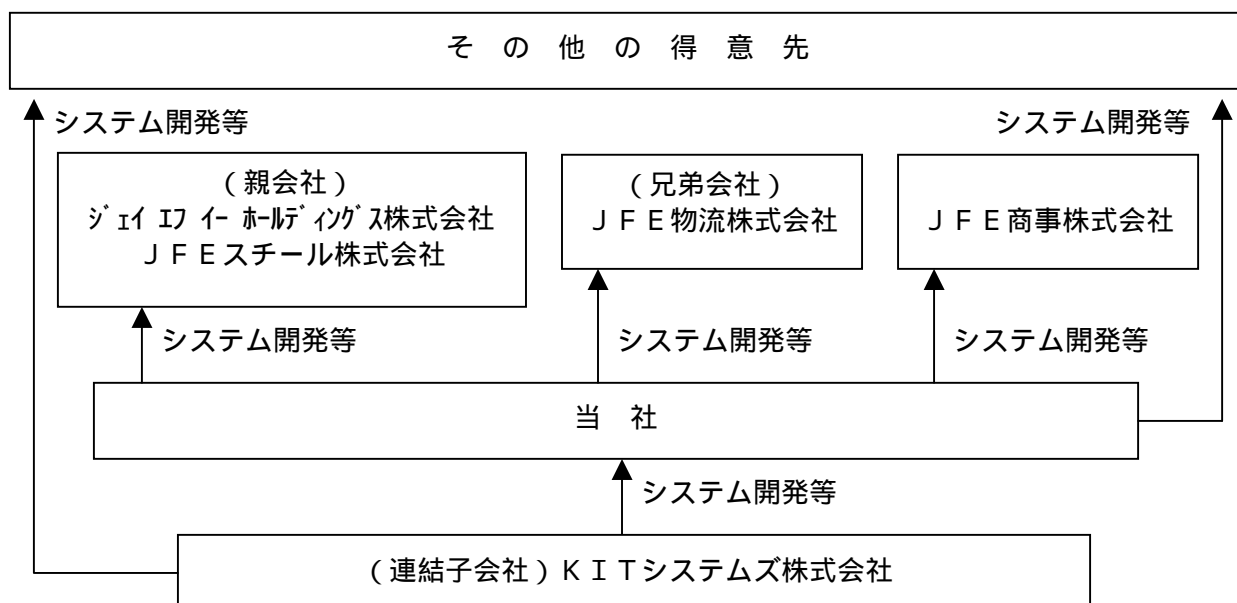 そ の 他 の 得 意 先
システム開発等
システム開発等
(親会社)
ｼﾞｪｲ ｴﾌ ｲｰ ﾎｰﾙﾃﾞｨﾝｸﾞｽ株式会社
ＪＦＥスチール株式会社
(兄弟会社)
ＪＦＥ物流株式会社
ＪＦＥ商事株式会社
システム開発等
システム開発等
システム開発等
当 社
システム開発等
(連結子会社)ＫＩＴシステムズ株式会社